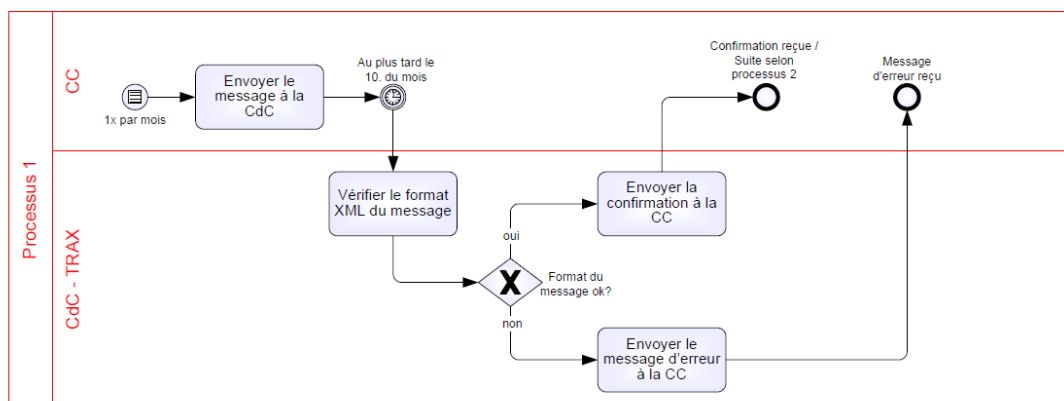 Processus 1
CC
1x par mois
Envoyer le
message à la
CdC
Au plus tard le
10. du mois
Confirmation reçue /
Suite selon
processus 2
Message
d'erreur reçu
CdC - TRAX
Vérifier le format
XML du message
oui
Format du
message ok?
non
Envoyer la
confirmation à la
CC
Envoyer le
message d'erreur
à la CC